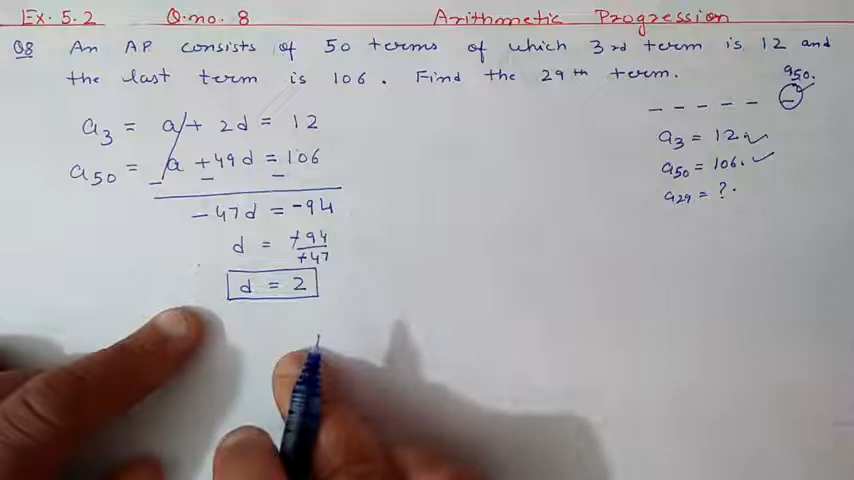 Ex. 5.2 Q.no. 8 Arithmetic Progression
Q8 An AP consists of 50 terms of which 3rd term is 12 and
the last term is 106. Find the 29th term.
a50.
a3 = a + 2d = 12
a50 = a + 49d = 106
- - -
-47d = -94
d = +94
+47
d = 2
_ _ _ _ _ _
a3 = 12. ✓
a50 = 106. ✓
a29 = ?.